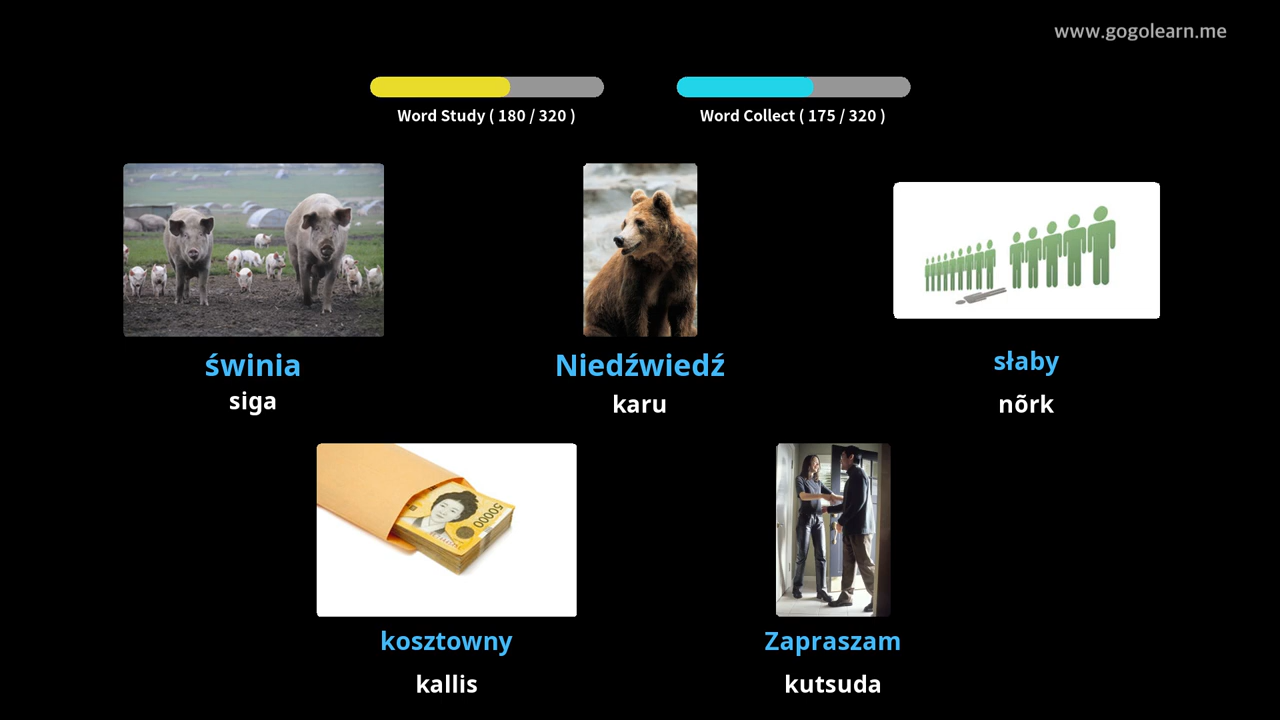 www.gogolearn.me
Word Study ( 180 / 320 )
Word Collect ( 175 / 320 )
świnia
siga
Niedźwiedź
karu
słaby
nõrk
50000
kosztowny
kallis
Zapraszam
kutsuda